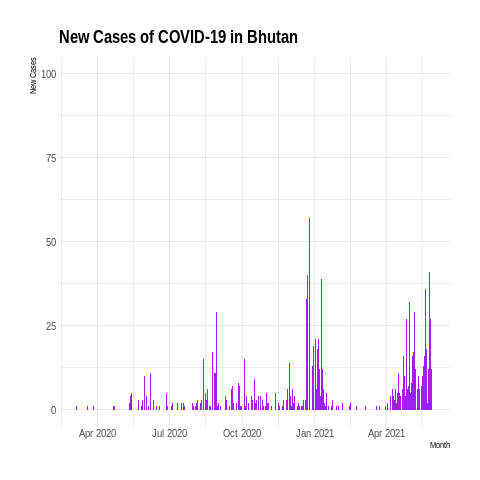 New Cases of COVID-19 in Bhutan
New Cases
100
75
50
25
0
Apr 2020 Jul 2020 Oct 2020 Jan 2021 Apr 2021
Month